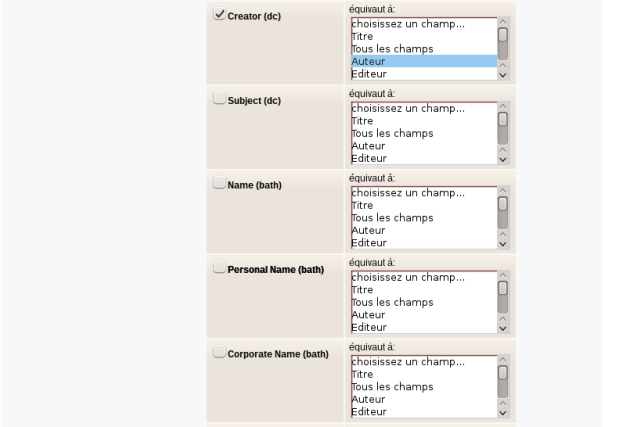 Creator (dc)
équivaut à:
choisissez un champ...
Titre
Tous les champs
Auteur
Editeur
Subject (dc)
équivaut à:
choisissez un champ...
Titre
Tous les champs
Auteur
Editeur
Name (bath)
équivaut à:
choisissez un champ...
Titre
Tous les champs
Auteur
Editeur
Personal Name (bath)
équivaut à:
choisissez un champ...
Titre
Tous les champs
Auteur
Editeur
Corporate Name (bath)
équivaut à:
choisissez un champ...
Titre
Tous les champs
Auteur
Editeur